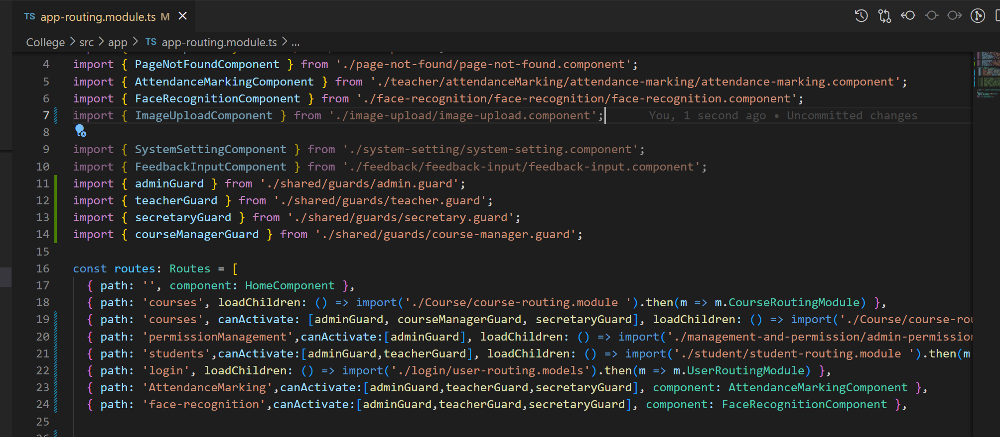 TS app-routing.module.ts M
College > src > app > TS app-routing.module.ts > ...
4 import { PageNotFoundComponent } from './page-not-found/page-not-found.component';
5 import { AttendanceMarkingComponent } from './teacher/attendanceMarking/attendance-marking/attendance-marking.component';
6 import { FaceRecognitionComponent } from './face-recognition/face-recognition/face-recognition.component';
7 import { ImageUploadComponent } from './image-upload/image-upload.component'; You, 1 second ago • Uncommitted changes
8
9 import { SystemSettingComponent } from './system-setting/system-setting.component';
10 import { FeedbackInputComponent } from './feedback/feedback-input/feedback-input.component';
11 import { adminGuard } from './shared/guards/admin.guard';
12 import { teacherGuard } from './shared/guards/teacher.guard';
13 import { secretaryGuard } from './shared/guards/secretary.guard';
14 import { courseManagerGuard } from './shared/guards/course-manager.guard';
15
16 const routes: Routes = [
17 { path: '', component: HomeComponent },
18 { path: 'courses', loadChildren: () => import('./Course/course-routing.module ').then(m => m.CourseRoutingModule) },
19 { path: 'courses', canActivate: [adminGuard, courseManagerGuard, secretaryGuard], loadChildren: () => import('./Course/course-rou
20 { path: 'permissionManagement',canActivate:[adminGuard], loadChildren: () => import('./management-and-permission/admin-permission
21 { path: 'students',canActivate:[adminGuard,teacherGuard], loadChildren: () => import('./student/student-routing.module ').then(m
22 { path: 'login', loadChildren: () => import('./login/user-routing.models').then(m => m.UserRoutingModule) },
23 { path: 'AttendanceMarking',canActivate:[adminGuard,teacherGuard,secretaryGuard], component: AttendanceMarkingComponent },
24 { path: 'face-recognition',canActivate:[adminGuard,teacherGuard,secretaryGuard], component: FaceRecognitionComponent },
25